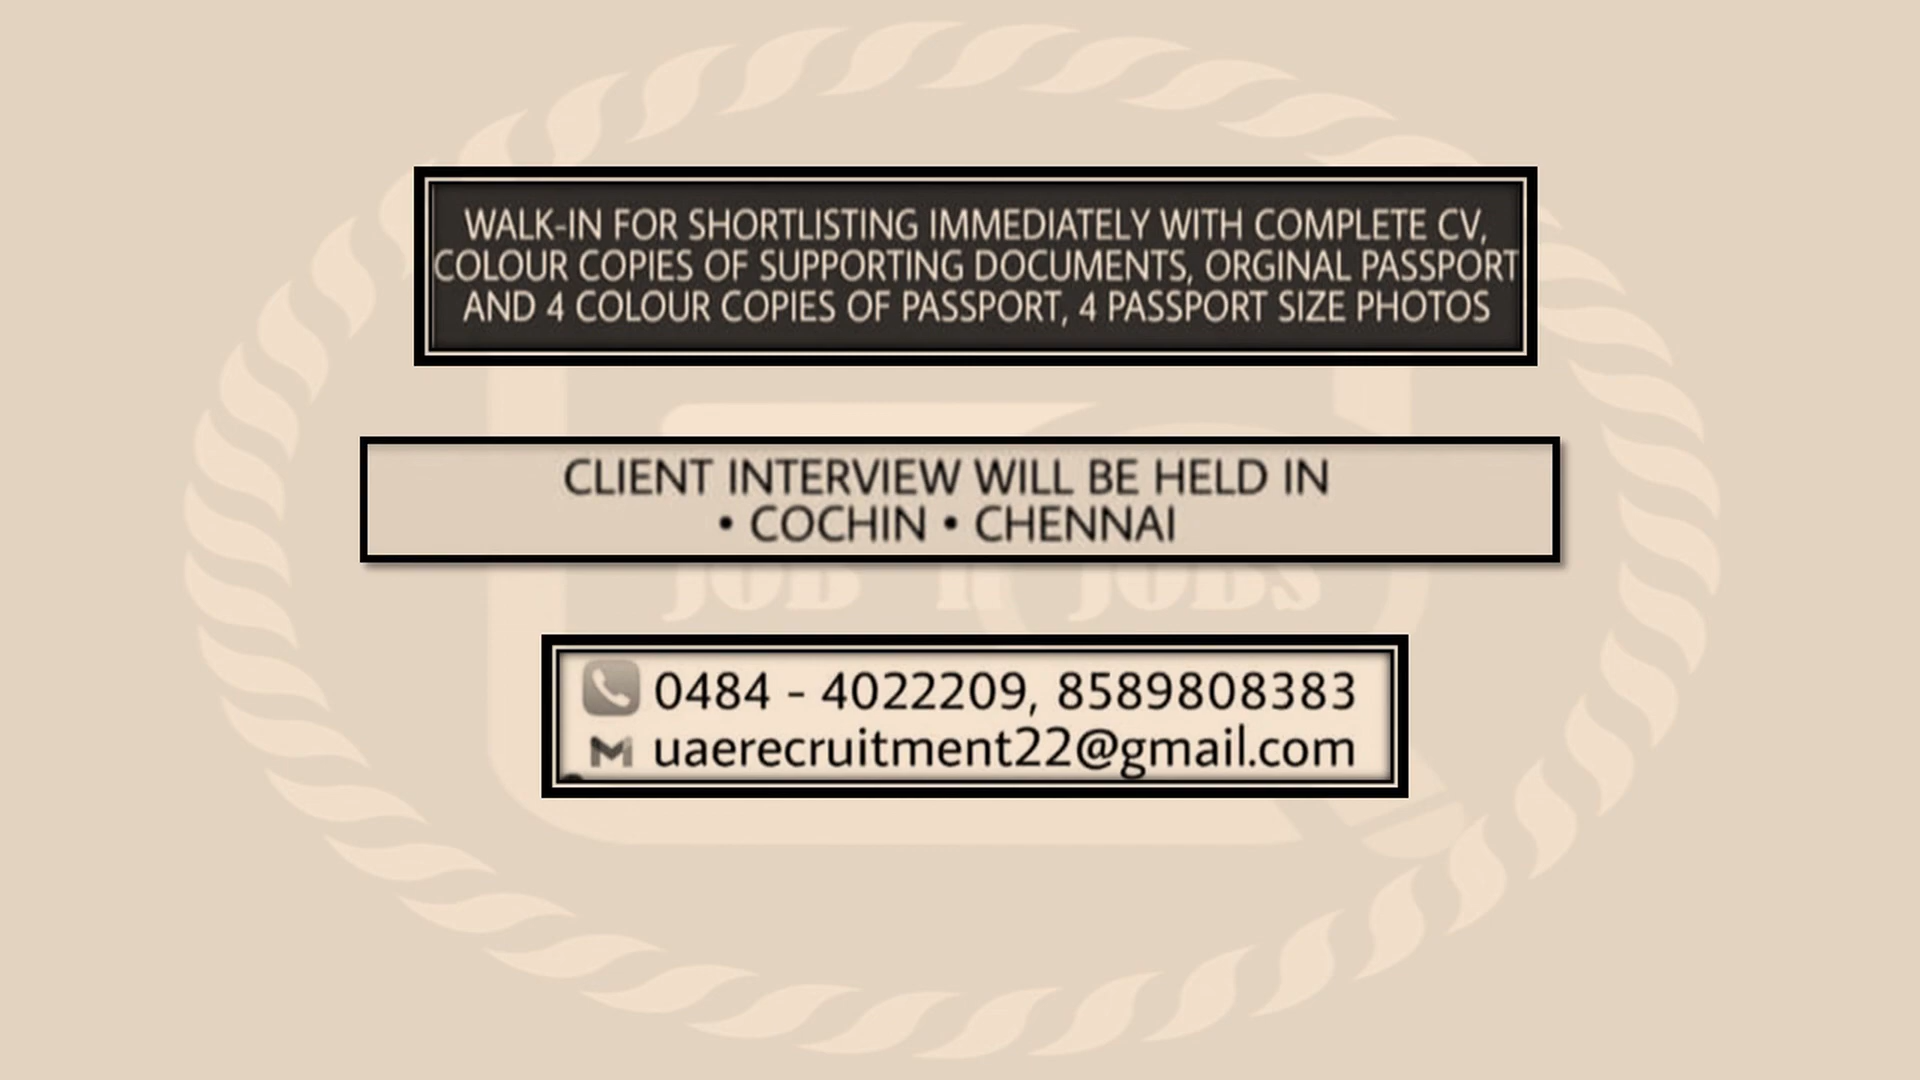 WALK-IN FOR SHORTLISTING IMMEDIATELY WITH COMPLETE CV,
COLOUR COPIES OF SUPPORTING DOCUMENTS, ORGINAL PASSPORT
AND 4 COLOUR COPIES OF PASSPORT, 4 PASSPORT SIZE PHOTOS
CLIENT INTERVIEW WILL BE HELD IN
• COCHIN • CHENNAI
JOB N JOBS
0484 - 4022209, 8589808383
uaerecruitment22@gmail.com